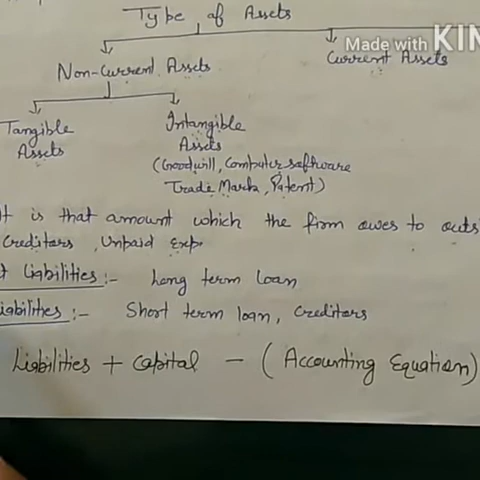 Type of Assets
Made with KIN
Non-Current Assets
Current Assets
Tangible Assets
Intangible Assets
(Goodwill, Computer software
Trade Mark, Patent)
It is that amount which the firm owes to outs
Creditors, Unpaid Exp.
t Liabilities :- Long term loan
iabilities :- Short term loan, Creditors
Liabilities + Capital - (Accounting Equation)